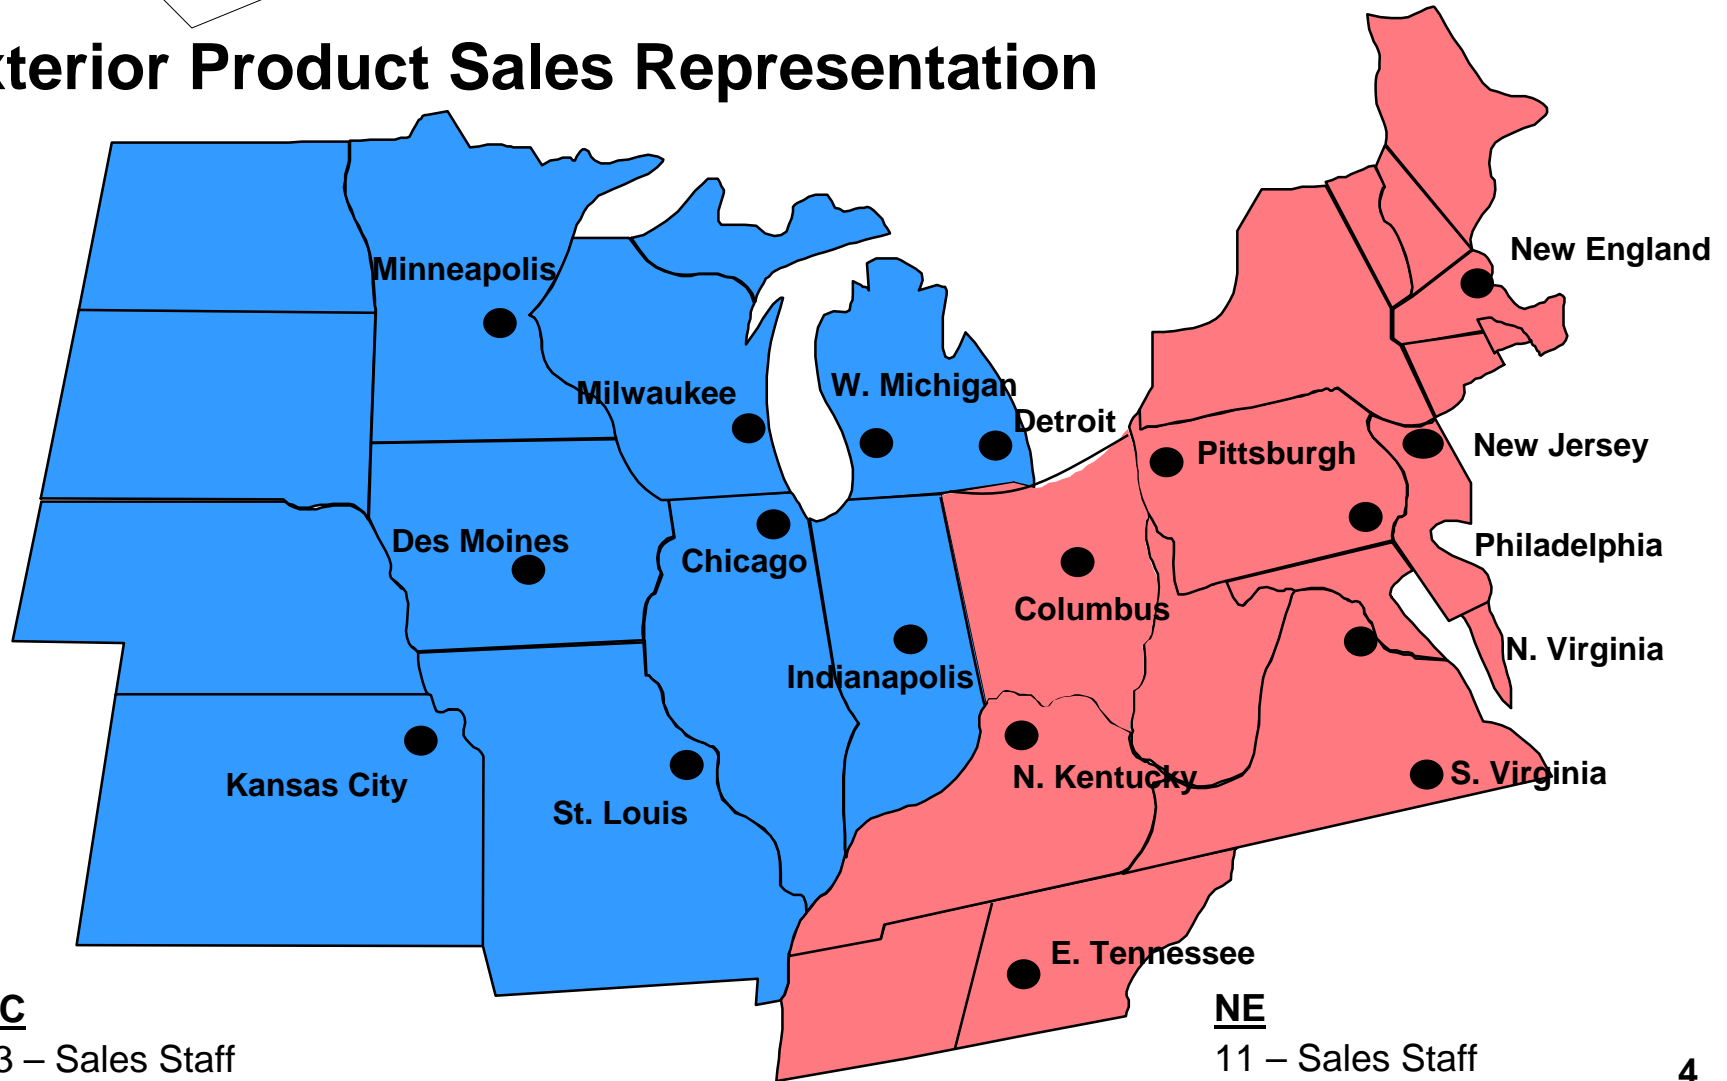 xterior Product Sales Representation
New England
Minneapolis
W. Michigan
Milwaukee
Detroit
New Jersey
Pittsburgh
Des Moines
Philadelphia
Chicago
Columbus
N. Virginia
Indianapolis
S. Virginia
N. Kentucky
Kansas City
St. Louis
E. Tennessee
C
3 – Sales Staff
NE
11 – Sales Staff
4